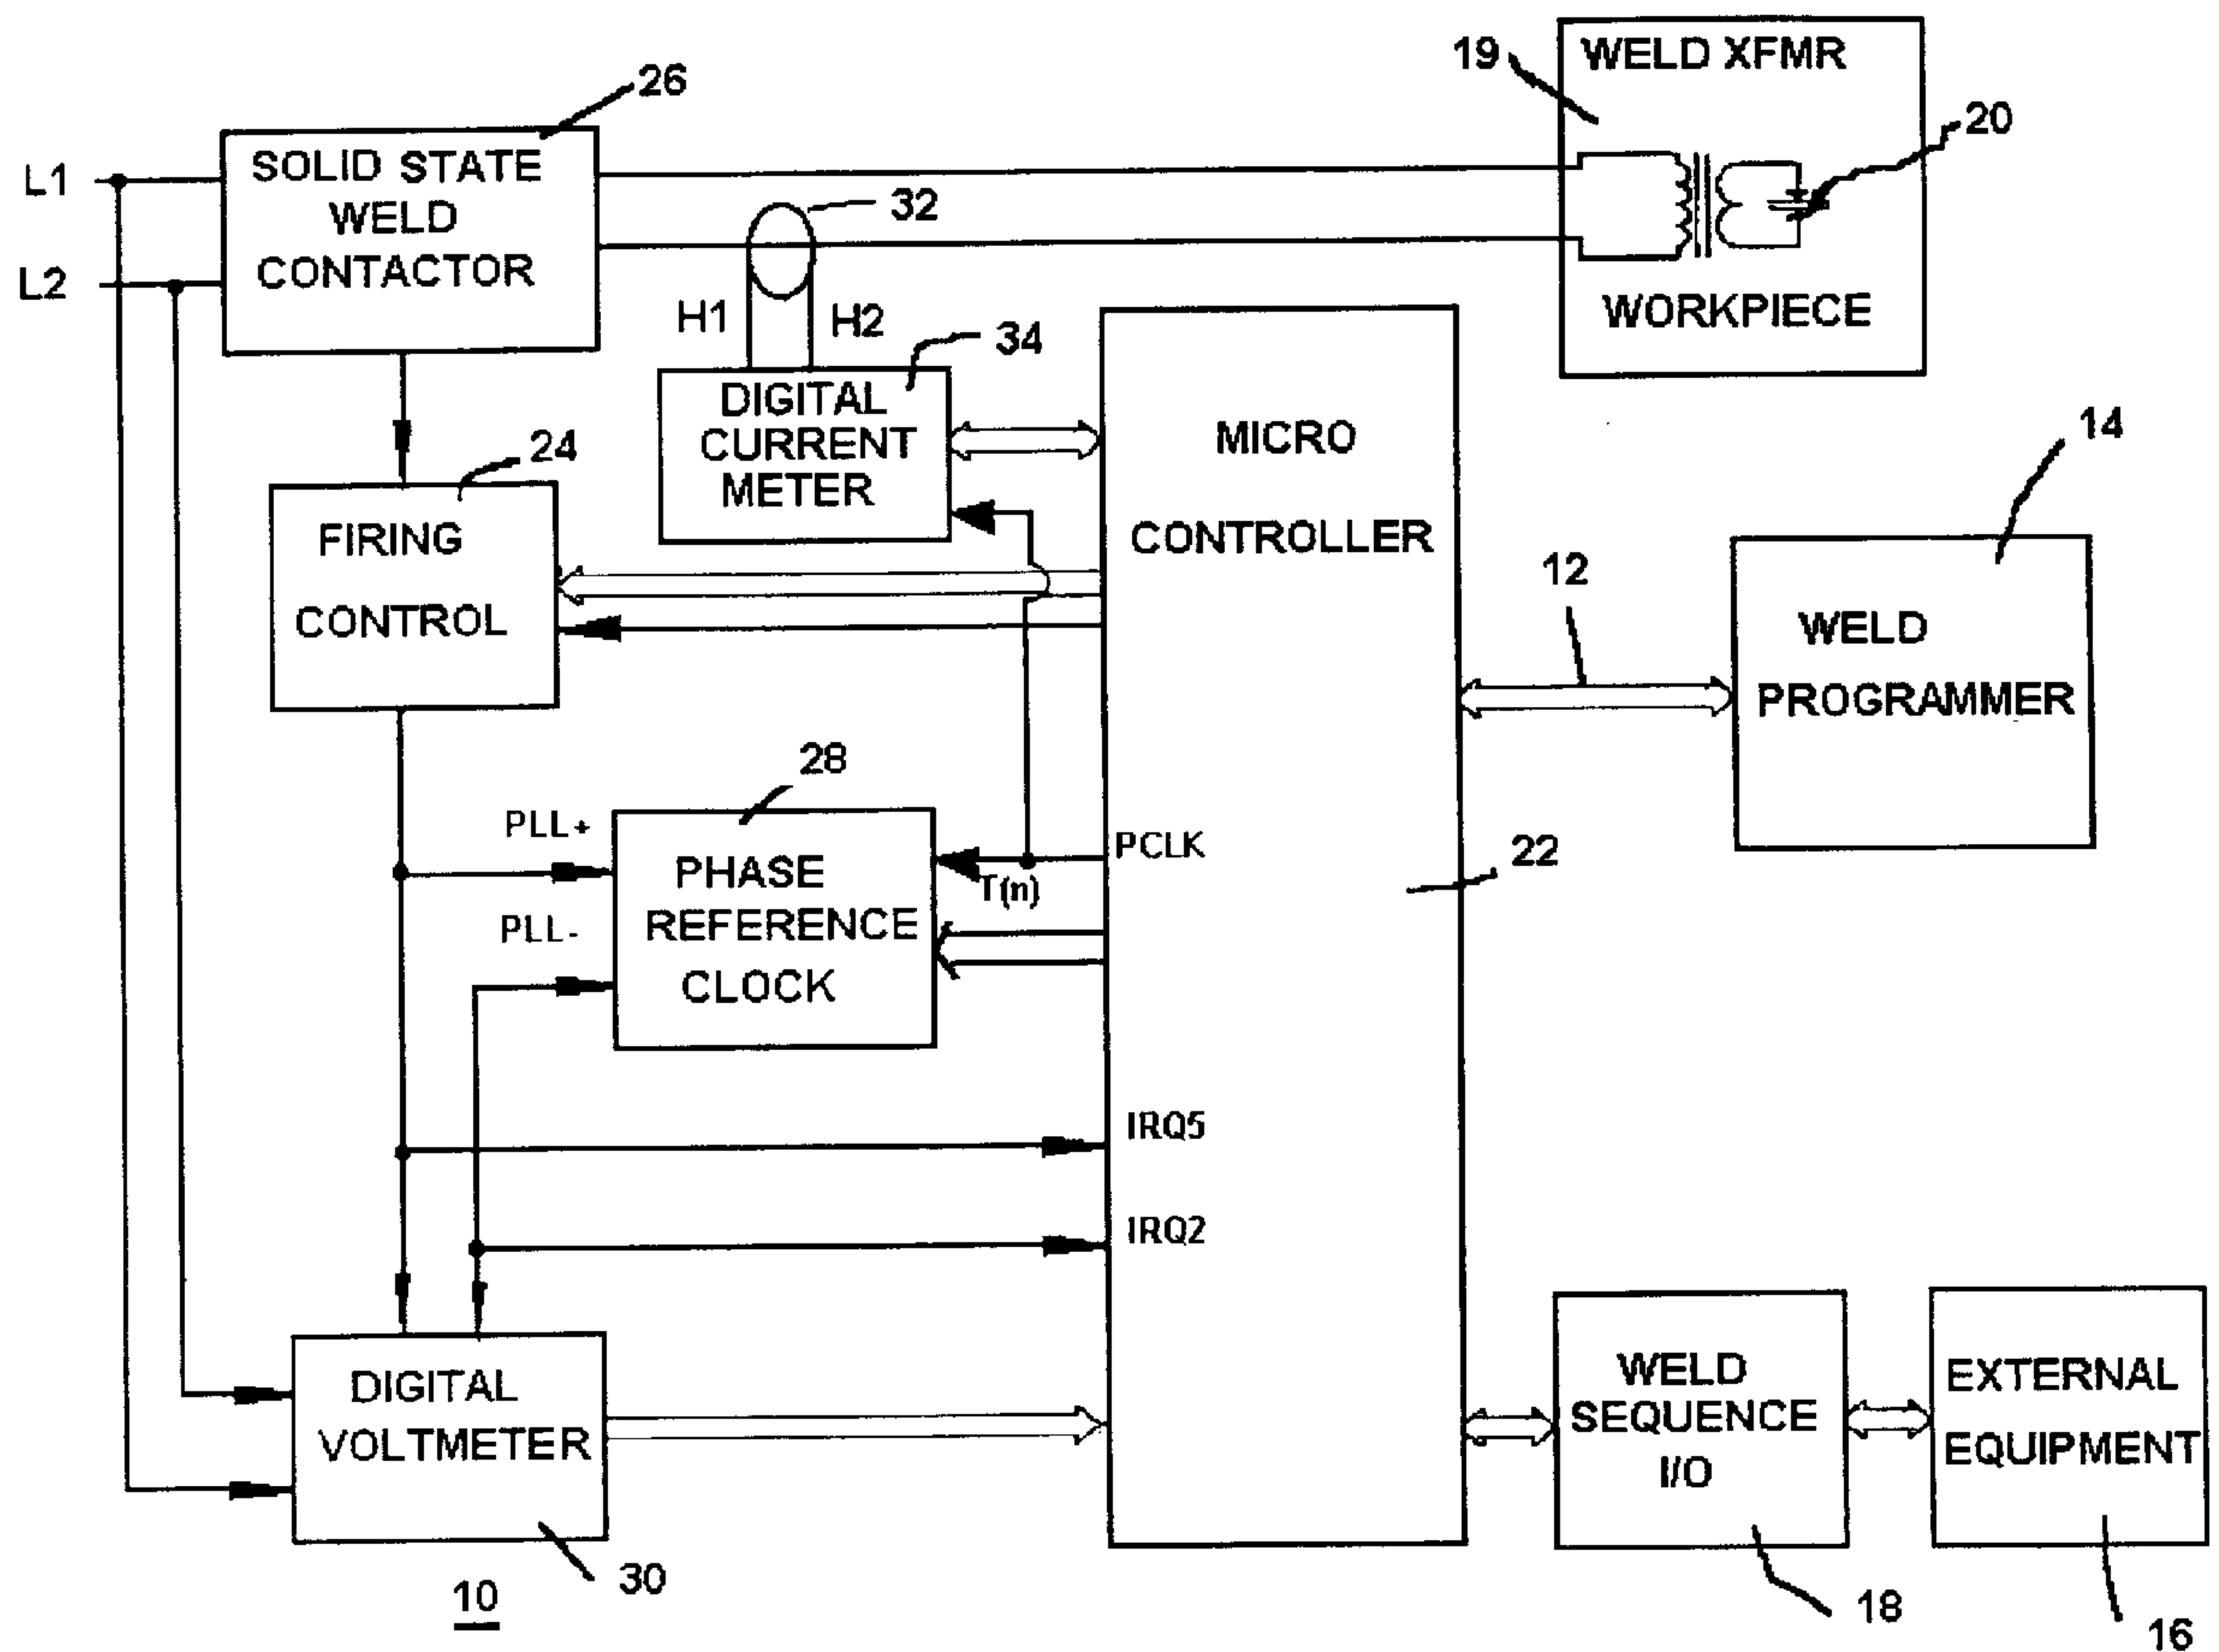 WELD XFMR
19
20
WORKPIECE
26
SOLID STATE
WELD
CONTACTOR
L1
L2
32
H1
H2
34
DIGITAL
CURRENT
METER
MICRO
CONTROLLER
22
14
WELD
PROGRAMMER
12
24
FIRING
CONTROL
28
PLL+
PLL-
PHASE
REFERENCE
CLOCK
PCLK
T(n)
IRQ5
IRQ2
DIGITAL
VOLTMETER
30
10
WELD
SEQUENCE
I/O
18
EXTERNAL
EQUIPMENT
16